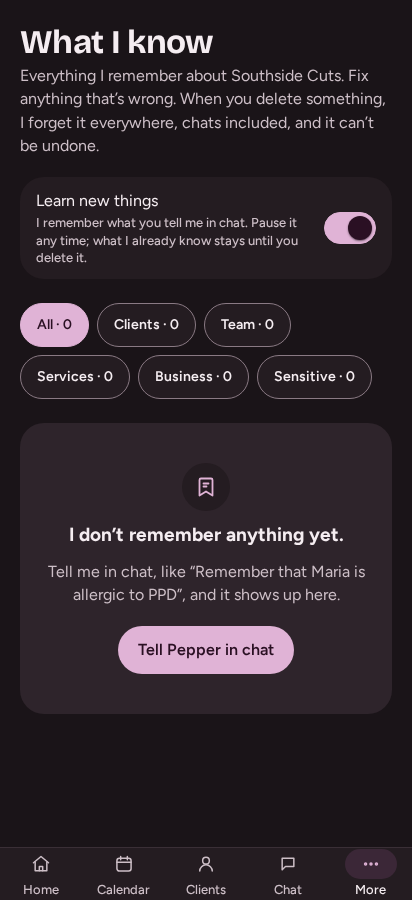 What I know
Everything I remember about Southside Cuts. Fix
anything that’s wrong. When you delete something,
I forget it everywhere, chats included, and it can’t
be undone.
Learn new things
I remember what you tell me in chat. Pause it
any time; what I already know stays until you
delete it.
All · 0
Clients · 0
Team · 0
Services · 0
Business · 0
Sensitive · 0
I don’t remember anything yet.
Tell me in chat, like “Remember that Maria is
allergic to PPD”, and it shows up here.
Tell Pepper in chat
Home
Calendar
Clients
Chat
More